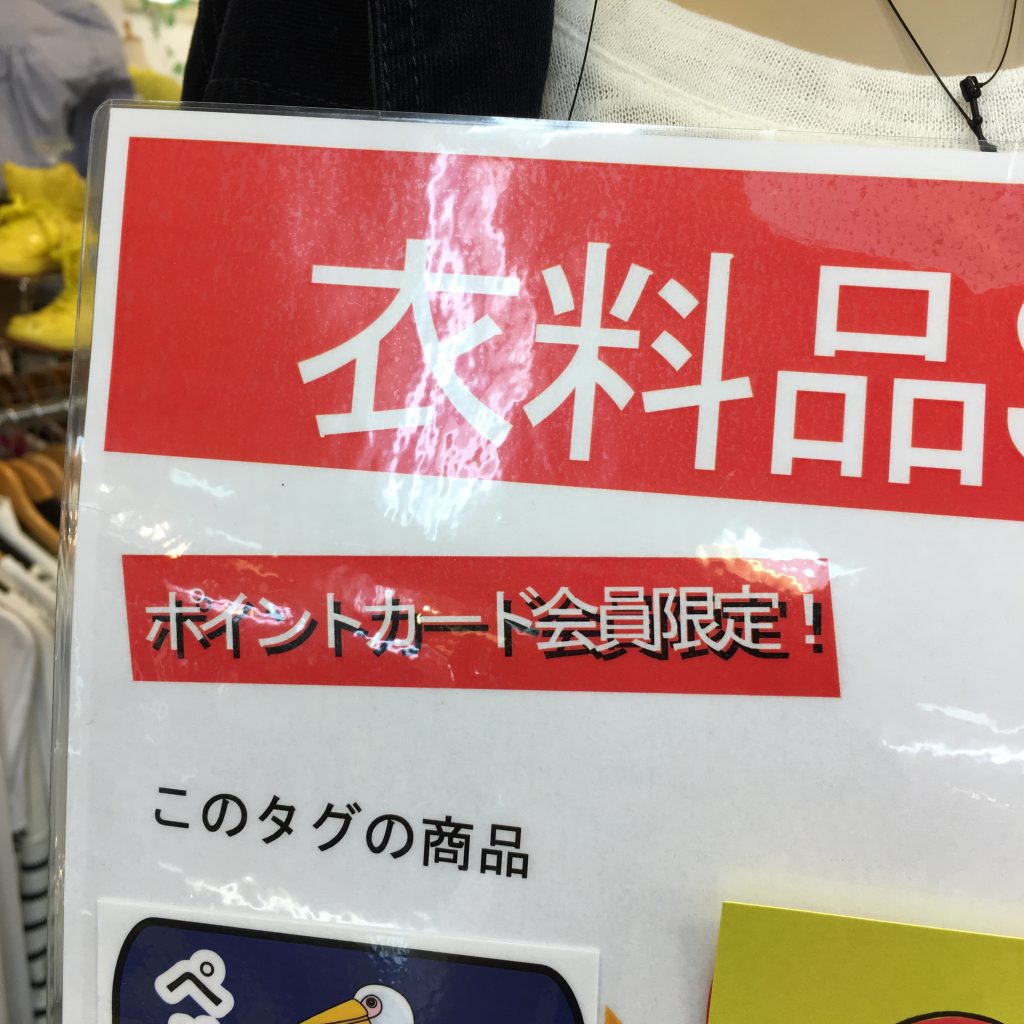 衣料品
ポイントカード会員限定!
このタグの商品
ペ